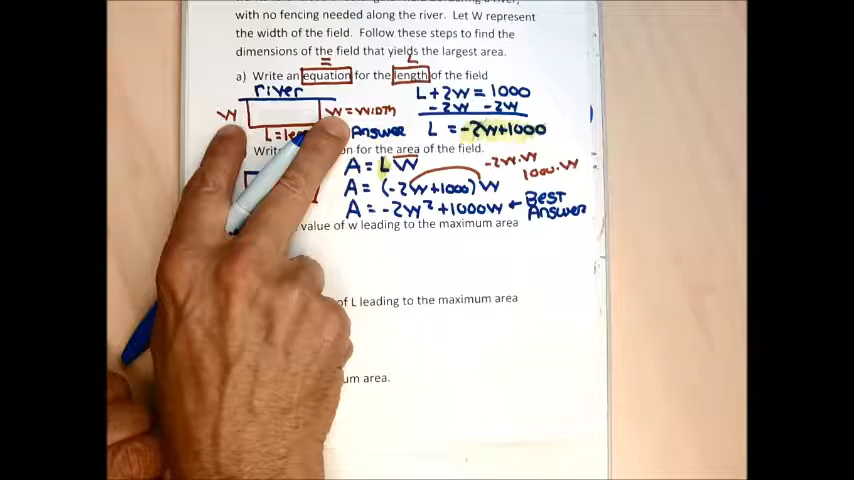 with no fencing needed along the river. Let W represent
the width of the field. Follow these steps to find the
dimensions of the field that yields the largest area.
= L
a) Write an equation for the length of the field
river
W W = WIDTH
L = 
Answer
L + 2W = 1000
-2W -2W
L = -2W+1000
Writ on for the area of the field.
A = L W
A = (-2W+1000)W
-2W·W
1000·W
A = -2W² +1000W ← Best Answer
value of w leading to the maximum area
of L leading to the maximum area
um area.